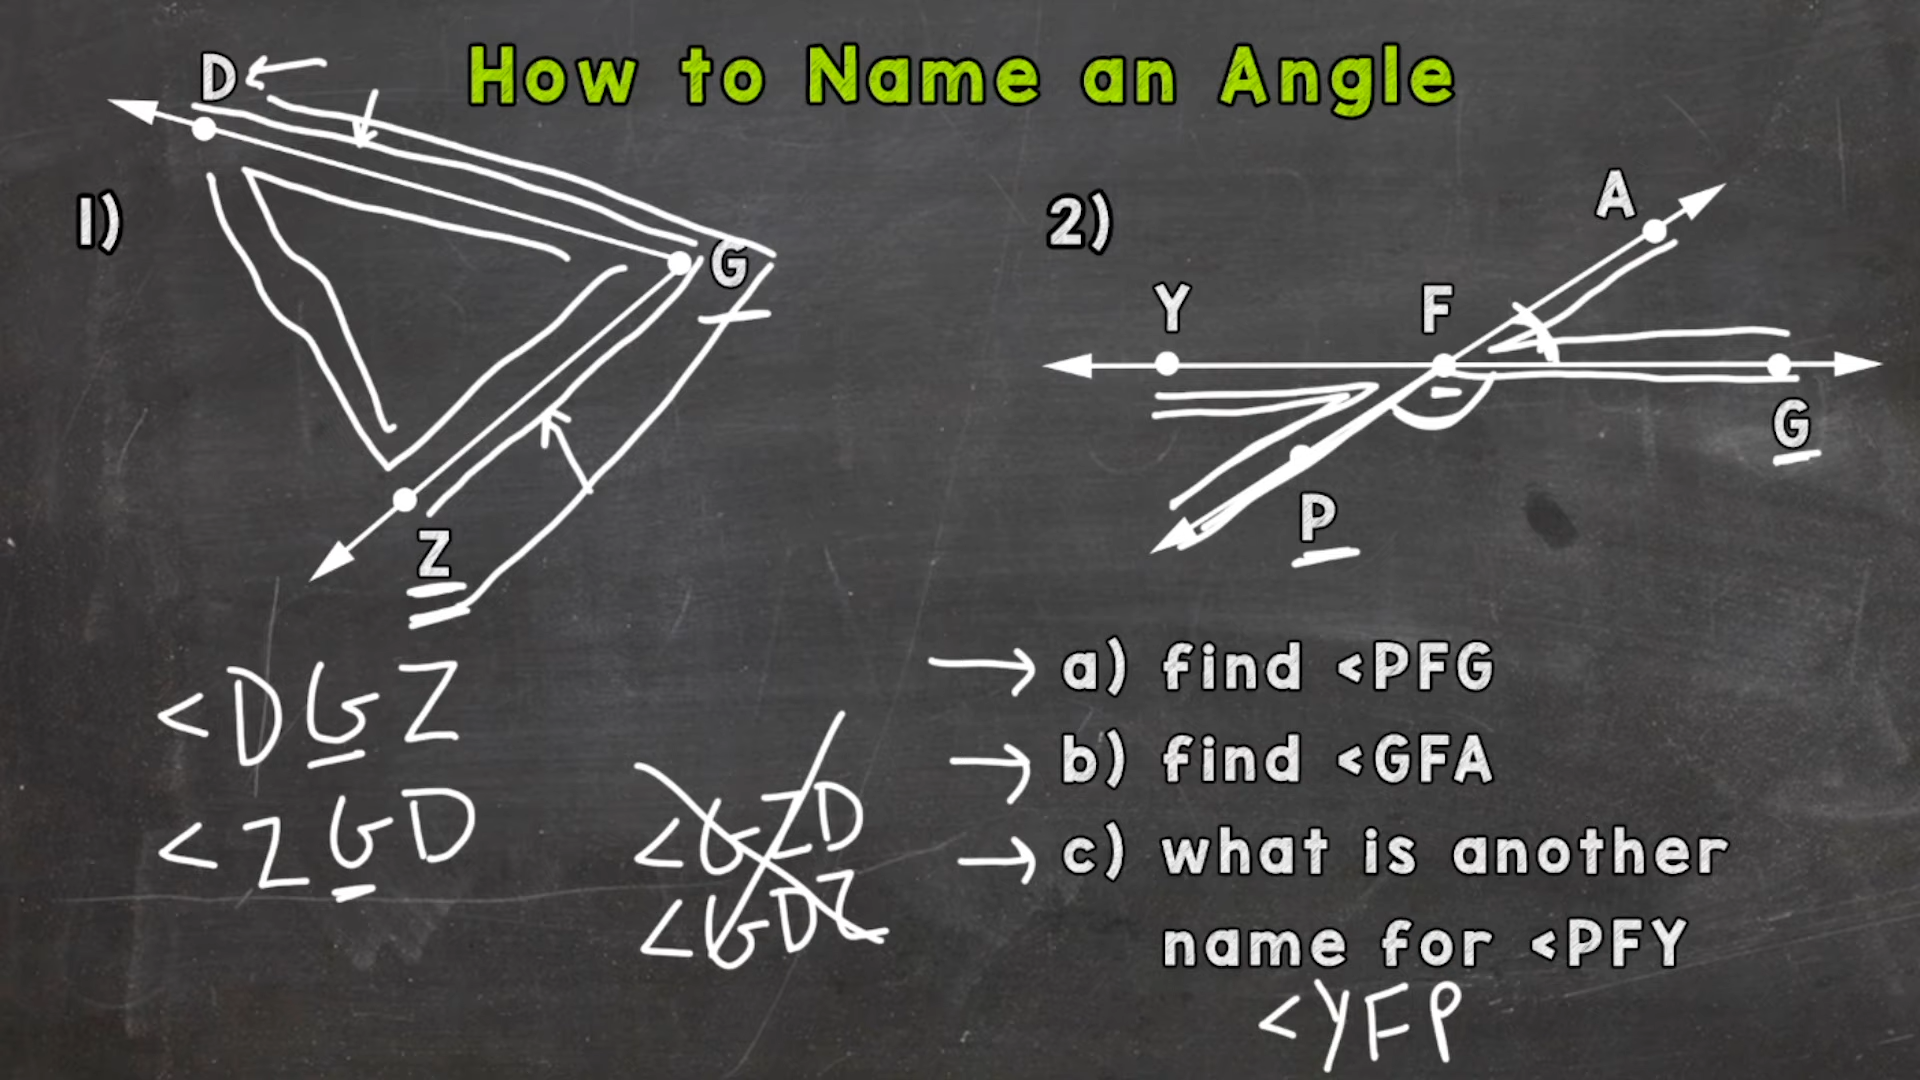 How to Name an Angle
1)
D
G
Z
<DGZ
<ZGD
<GZD
<GDZ
2)
A
Y
F
G
P
a) find <PFG
b) find <GFA
c) what is another
name for <PFY
<YFP